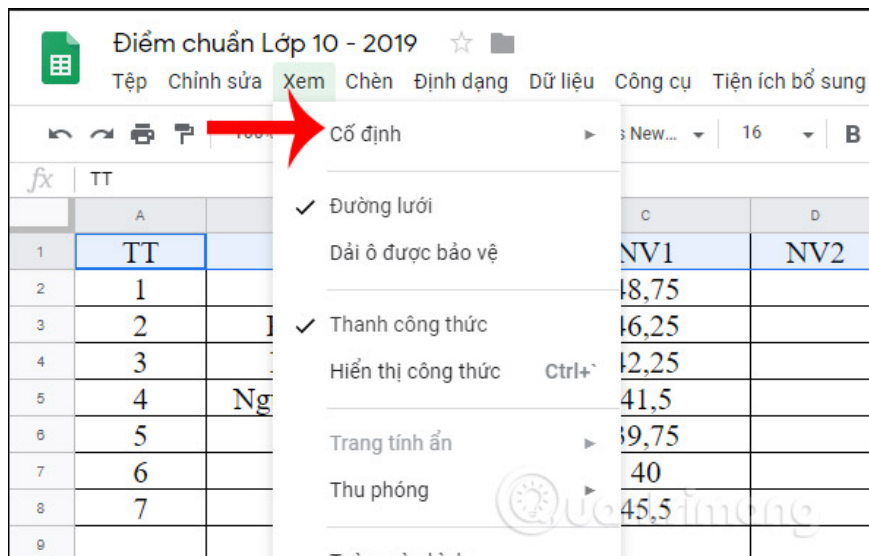 Điểm chuẩn Lớp 10 - 2019
Tệp Chỉnh sửa Xem Chèn Định dạng Dữ liệu Công cụ Tiện ích bổ sung
New... 16 B
fx TT
A C D
1 TT NV1 NV2
2 1 48,75
3 2 46,25
4 3 42,25
5 4 41,5
6 5 39,75
7 6 40
8 7 45,5
9
Cố định
Đường lưới
Dải ô được bảo vệ
Thanh công thức
Hiển thị công thức Ctrl+`
Trang tính ẩn
Thu phóng
Quantrimang